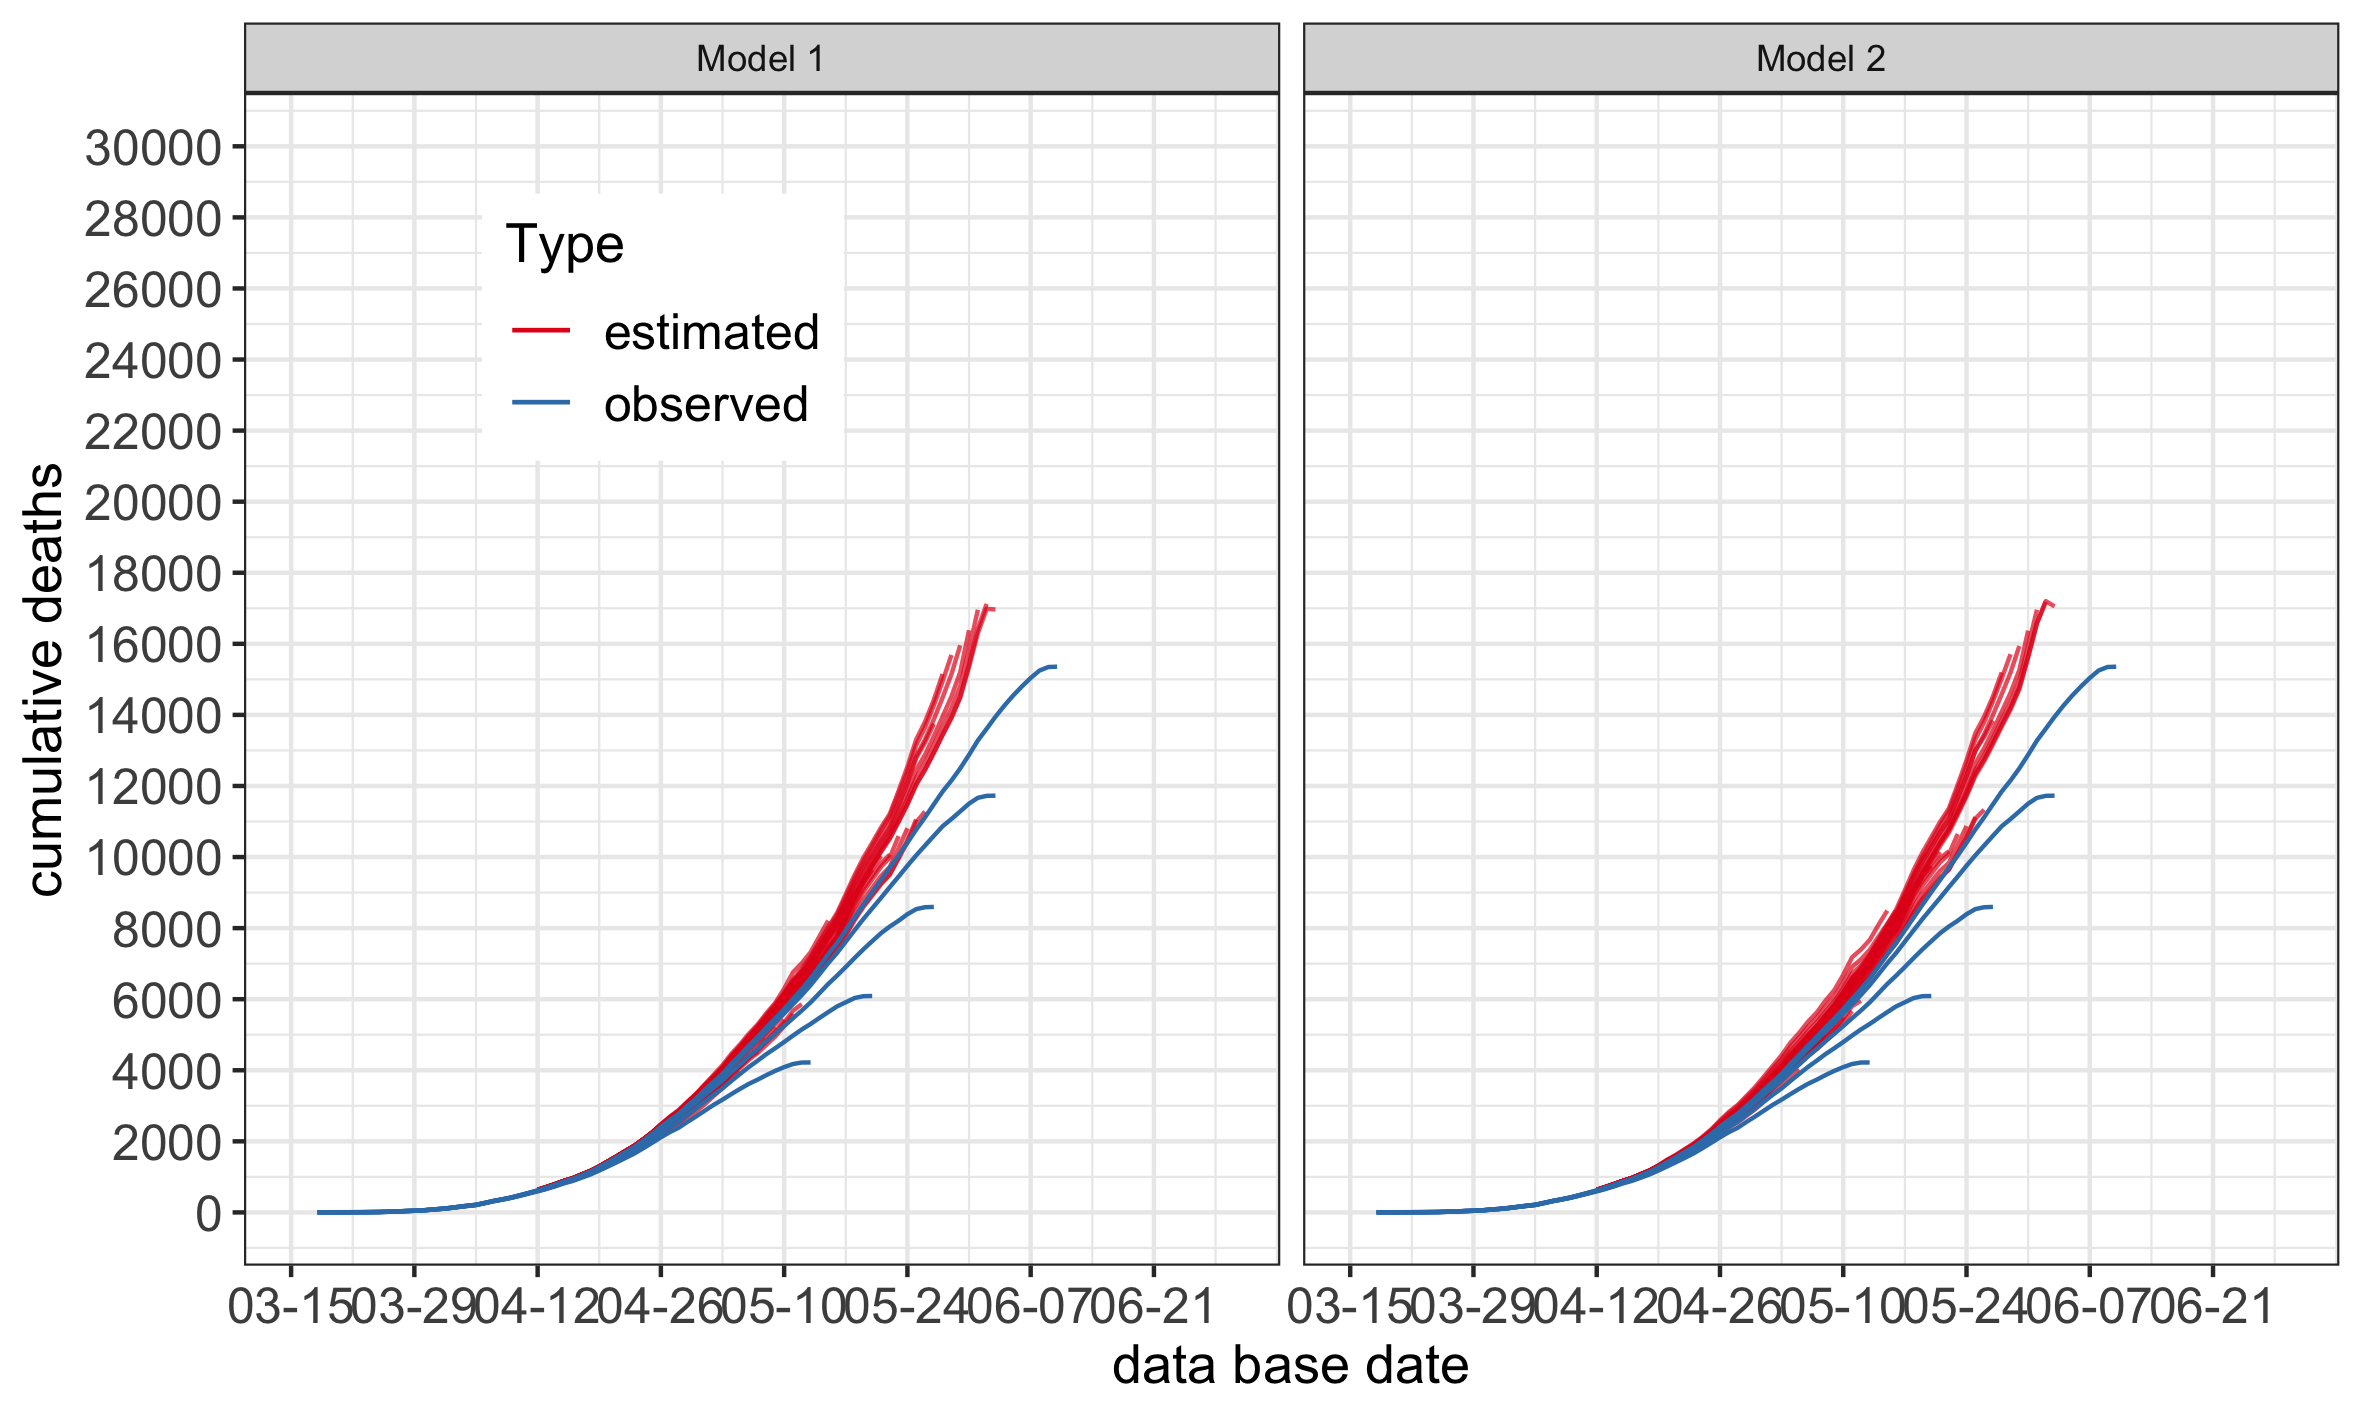 Model 1
Model 2
30000
28000
26000
24000
22000
20000
18000
16000
14000
12000
10000
8000
6000
4000
2000
0
cumulative deaths
Type
estimated
observed
03-15 03-29 04-12 04-26 05-10 05-24 06-07 06-21
03-15 03-29 04-12 04-26 05-10 05-24 06-07 06-21
data base date